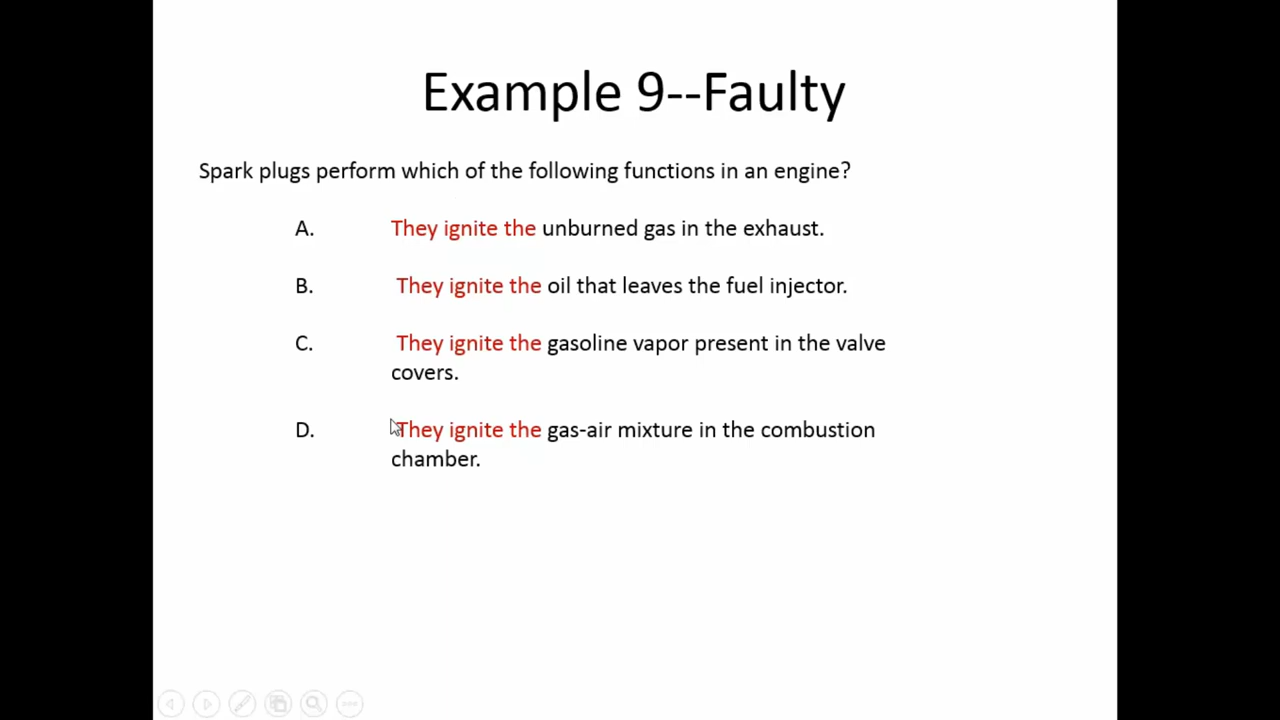 Example 9--Faulty
Spark plugs perform which of the following functions in an engine?
A. They ignite the unburned gas in the exhaust.
B. They ignite the oil that leaves the fuel injector.
C. They ignite the gasoline vapor present in the valve
covers.
D. They ignite the gas-air mixture in the combustion
chamber.